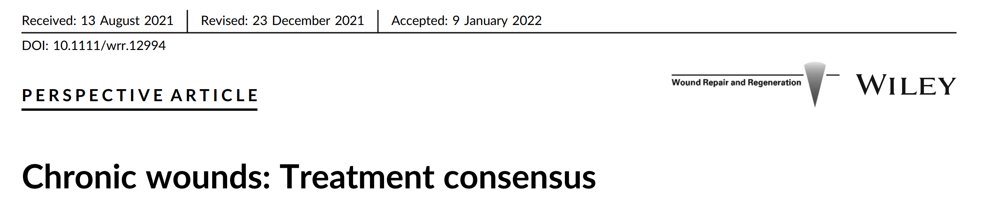 Received: 13 August 2021 Revised: 23 December 2021 Accepted: 9 January 2022
DOI: 10.1111/wrr.12994
Wound Repair and Regeneration WILEY
PERSPECTIVE ARTICLE
Chronic wounds: Treatment consensus